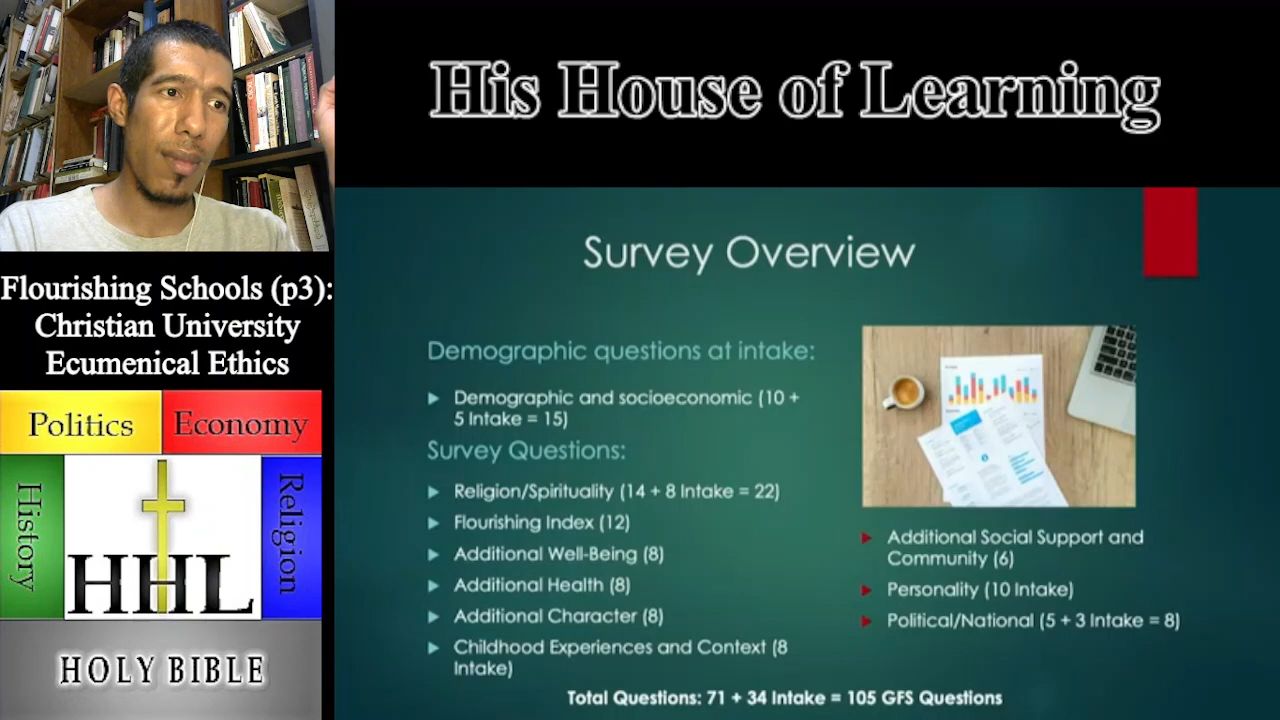 His House of Learning
Flourishing Schools (p3):
Christian University
Ecumenical Ethics
Politics
Economy
History
Religion
HHL
HOLY BIBLE
Survey Overview
Demographic questions at intake:
Demographic and socioeconomic (10 +
5 Intake = 15)
Survey Questions:
Religion/Spirituality (14 + 8 Intake = 22)
Flourishing Index (12)
Additional Well-Being (8)
Additional Health (8)
Additional Character (8)
Childhood Experiences and Context (8
Intake)
Additional Social Support and
Community (6)
Personality (10 Intake)
Political/National (5 + 3 Intake = 8)
Total Questions: 71 + 34 Intake = 105 GFS Questions